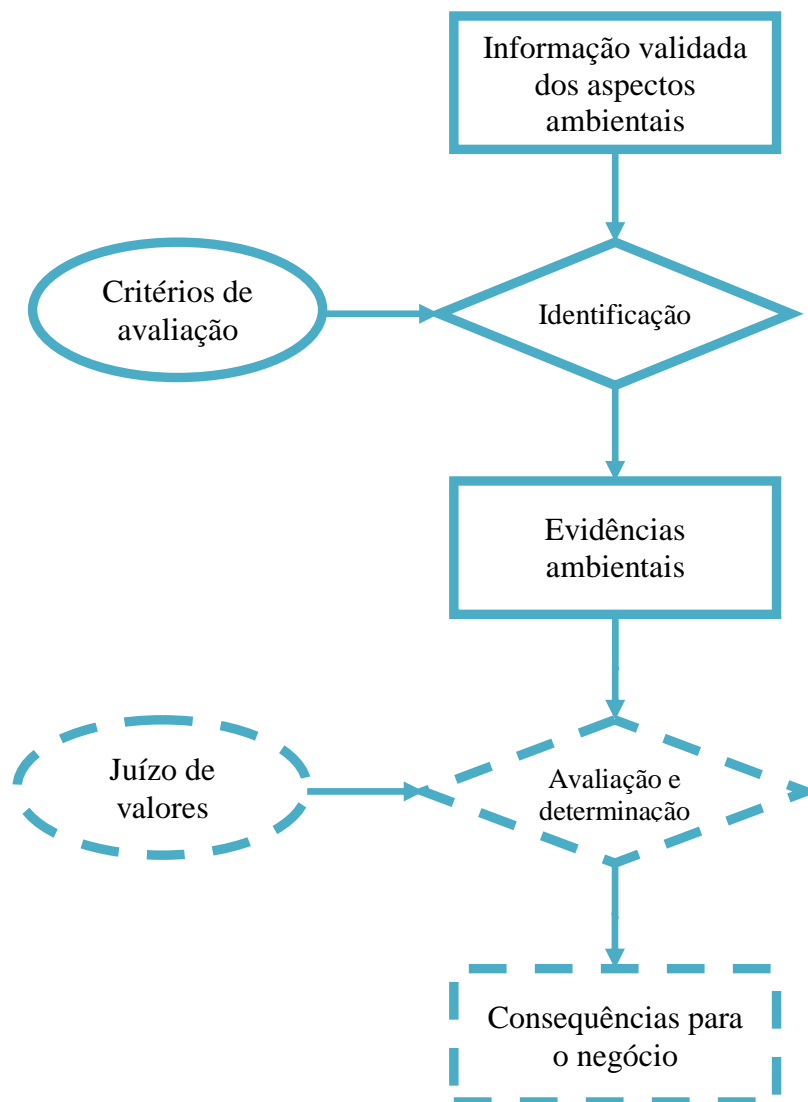 Informação validada
dos aspectos
ambientais
Critérios de
avaliação
Identificação
Evidências
ambientais
Juízo de
valores
Avaliação e
determinação
Consequências para
o negócio